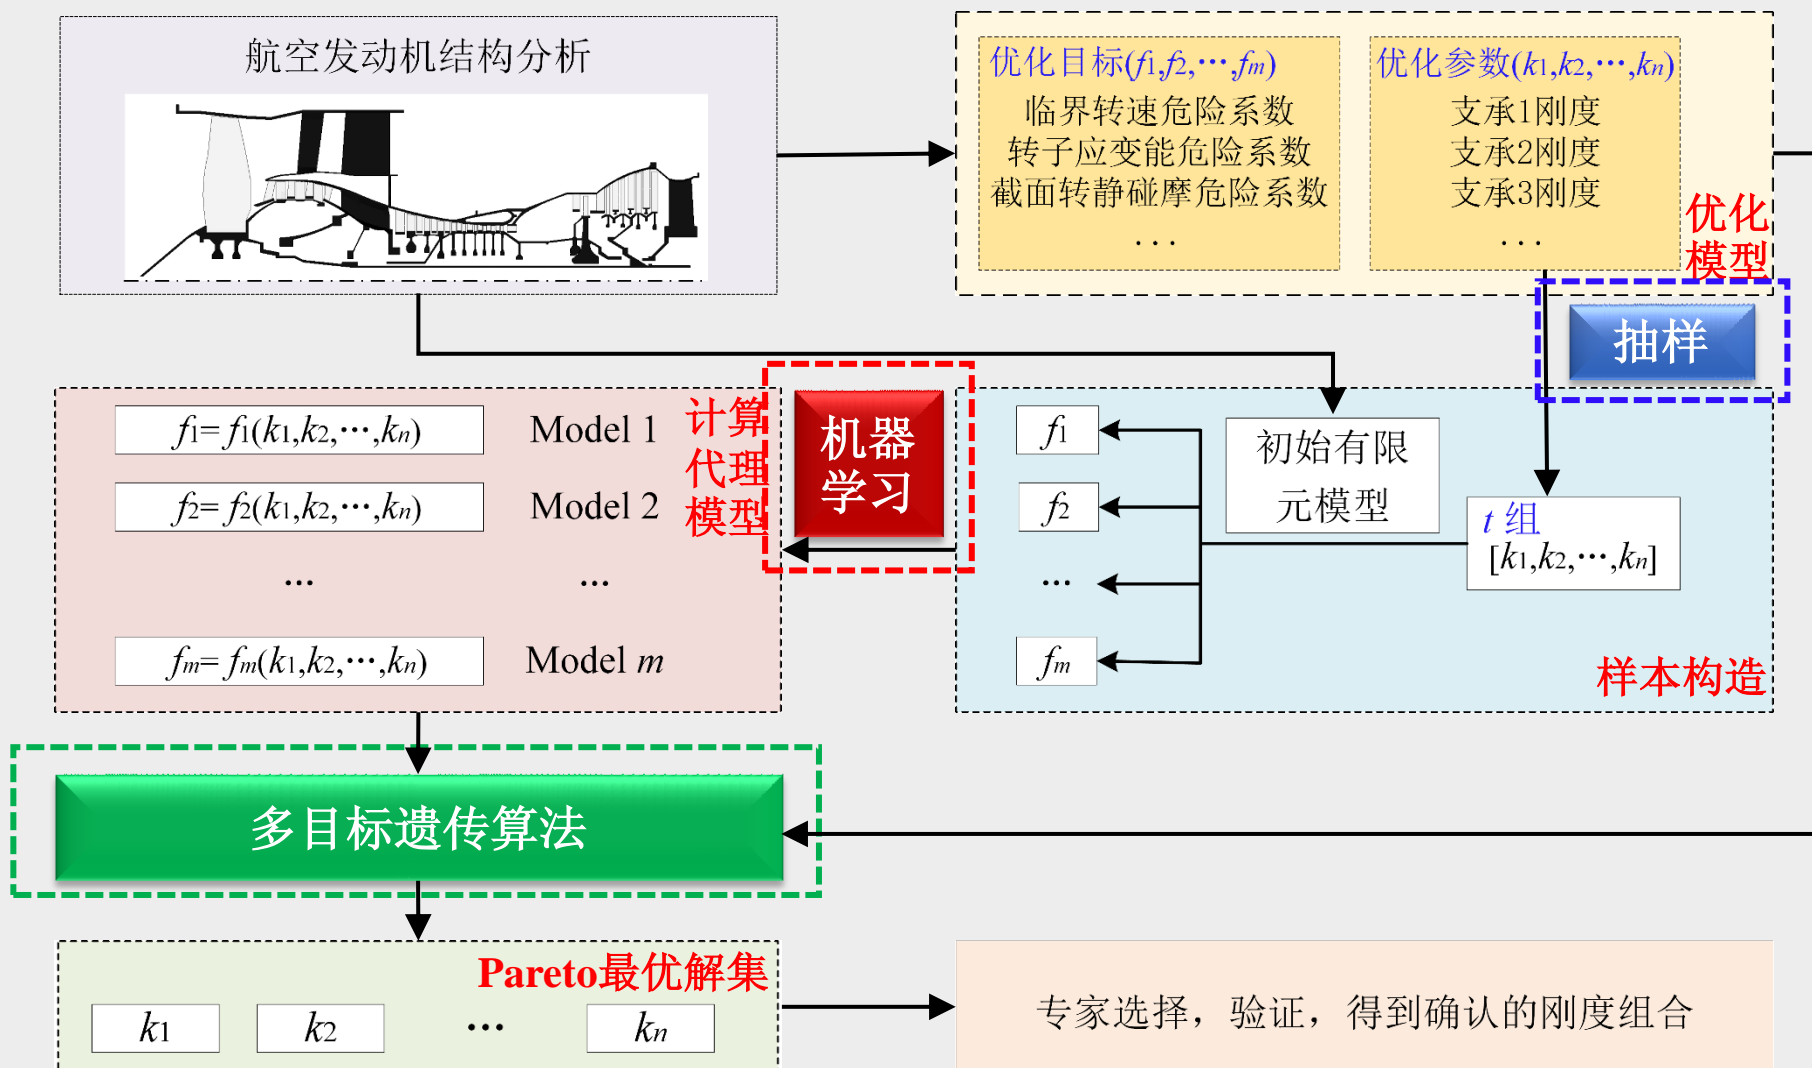 航空发动机结构分析
优化目标(f1,f2,···,fm)
临界转速危险系数
转子应变能危险系数
截面转静碰摩危险系数
···
优化参数(k1,k2,···,kn)
支承1刚度
支承2刚度
支承3刚度
···
优化
模型
抽样
f1= f1(k1,k2,···,kn)
Model 1
f2= f2(k1,k2,···,kn)
Model 2
···
···
fm= fm(k1,k2,···,kn)
Model m
计算
代理
模型
机器
学习
f1
f2
···
fm
初始有限
元模型
t 组
[k1,k2,···,kn]
样本构造
多目标遗传算法
Pareto最优解集
k1
k2
···
kn
专家选择，验证，得到确认的刚度组合